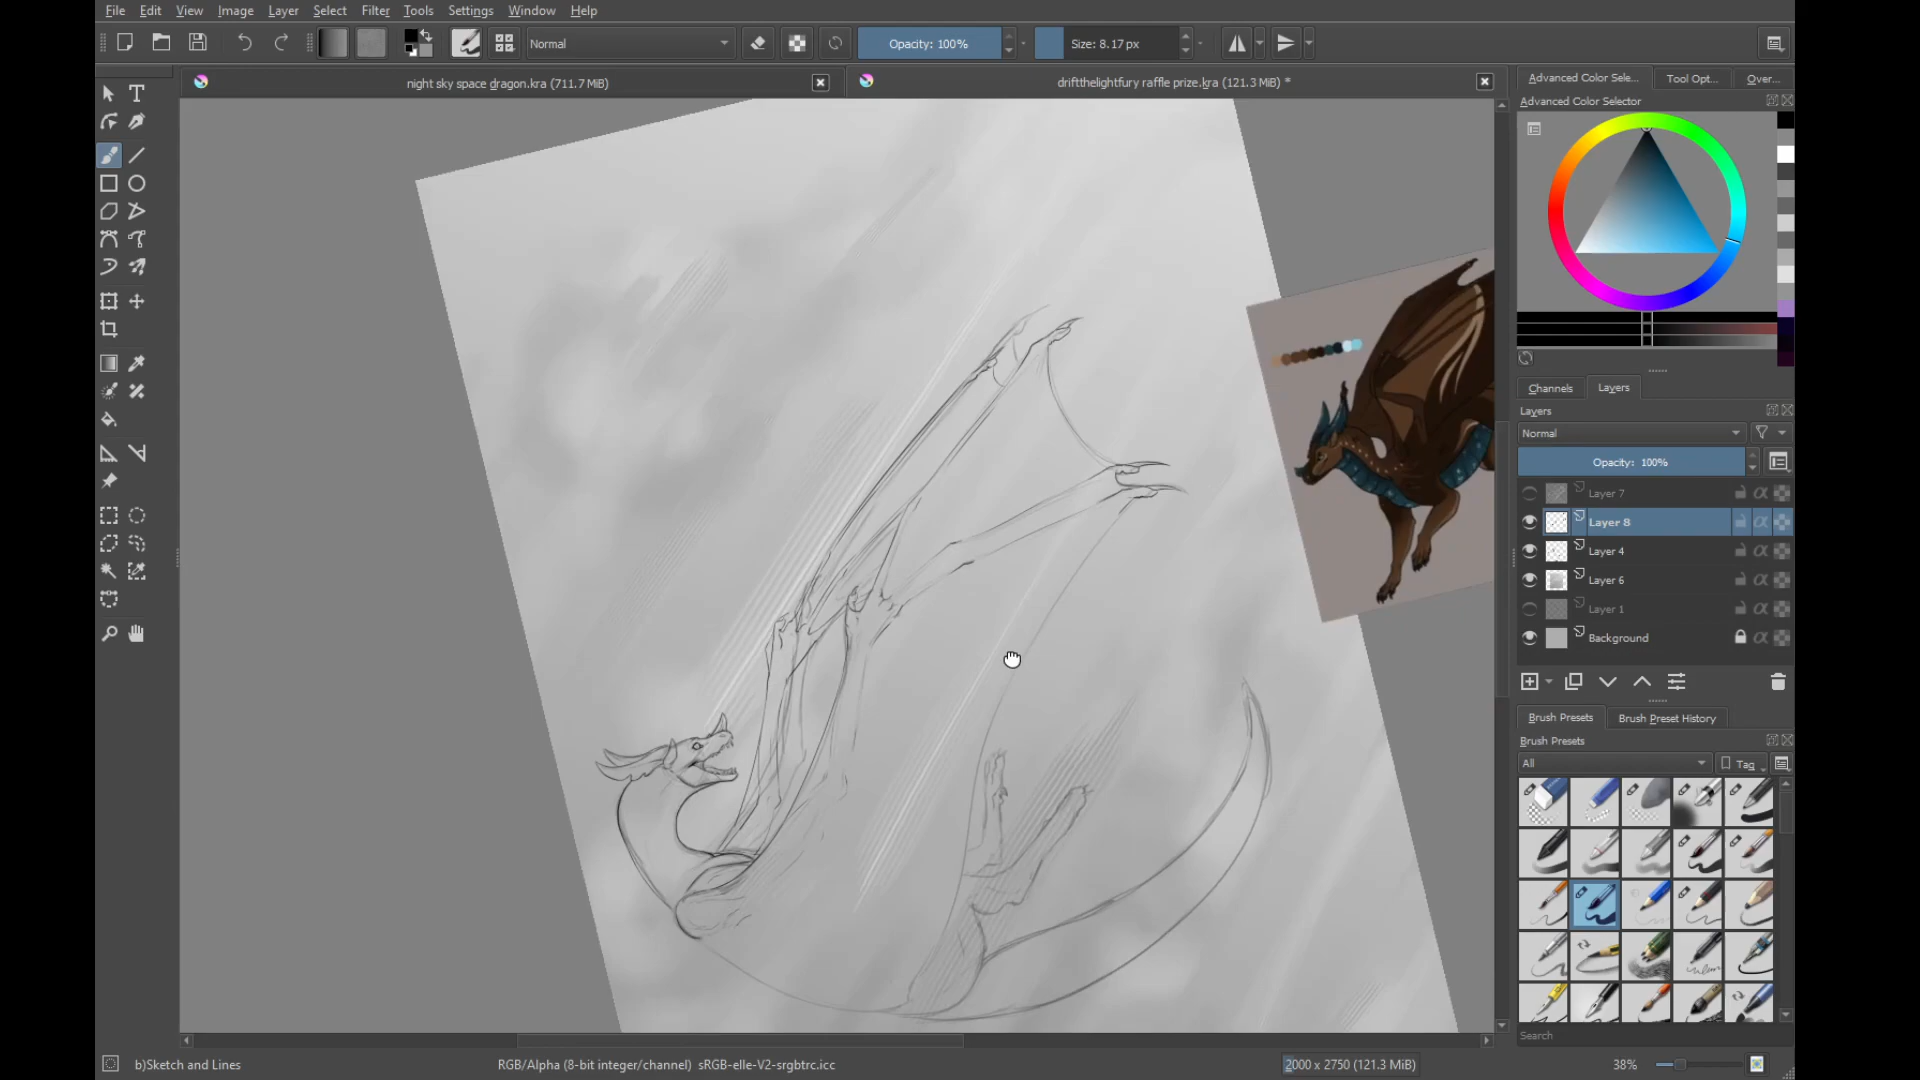 File Edit View Image Layer Select Filter Tools Settings Window Help
Normal
Opacity: 100%
Size: 8.17 px
night sky space dragon.kra (711.7 MiB)
driftthelightfury raffle prize.kra (121.3 MiB) *
Advanced Color Sele...
Tool Opt...
Over...
Advanced Color Selector
Channels
Layers
Layers
Normal
Opacity: 100%
Layer 7
Layer 8
Layer 4
Layer 6
Layer 1
Background
Brush Presets
Brush Preset History
Brush Presets
All
Tag
Search
b)Sketch and Lines
RGB/Alpha (8-bit integer/channel) sRGB-elle-V2-srgbtrc.icc
2000 x 2750 (121.3 MiB)
38%